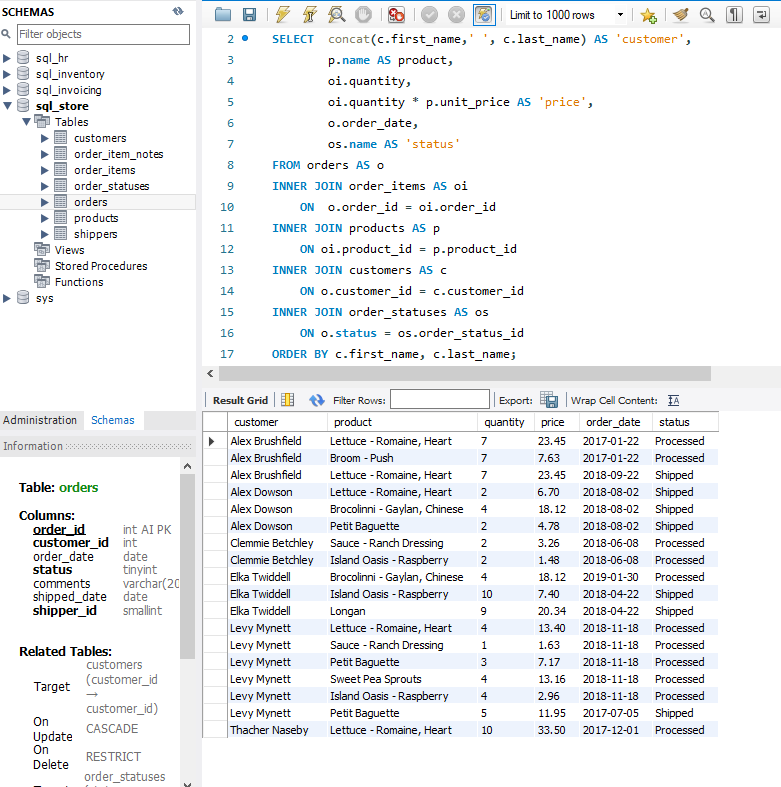 SCHEMAS
Filter objects
sql_hr
sql_inventory
sql_invoicing
sql_store
Tables
customers
order_item_notes
order_items
order_statuses
orders
products
shippers
Views
Stored Procedures
Functions
sys
Administration Schemas
Information
Table: orders
Columns:
order_id int AI PK
customer_id int
order_date date
status tinyint
comments varchar(20
shipped_date date
shipper_id smallint
Related Tables:
Target customers
(customer_id
→
customer_id)
On Update CASCADE
On Delete RESTRICT
order_statuses
Limit to 1000 rows
2 SELECT concat(c.first_name,' ', c.last_name) AS 'customer',
3 p.name AS product,
4 oi.quantity,
5 oi.quantity * p.unit_price AS 'price',
6 o.order_date,
7 os.name AS 'status'
8 FROM orders AS o
9 INNER JOIN order_items AS oi
10 ON o.order_id = oi.order_id
11 INNER JOIN products AS p
12 ON oi.product_id = p.product_id
13 INNER JOIN customers AS c
14 ON o.customer_id = c.customer_id
15 INNER JOIN order_statuses AS os
16 ON o.status = os.order_status_id
17 ORDER BY c.first_name, c.last_name;
Result Grid Filter Rows: Export: Wrap Cell Content: IA
customer product quantity price order_date status
Alex Brushfield Lettuce - Romaine, Heart 7 23.45 2017-01-22 Processed
Alex Brushfield Broom - Push 7 7.63 2017-01-22 Processed
Alex Brushfield Lettuce - Romaine, Heart 7 23.45 2018-09-22 Shipped
Alex Dowson Lettuce - Romaine, Heart 2 6.70 2018-08-02 Shipped
Alex Dowson Brocolinni - Gaylan, Chinese 4 18.12 2018-08-02 Shipped
Alex Dowson Petit Baguette 2 4.78 2018-08-02 Shipped
Clemmie Betchley Sauce - Ranch Dressing 2 3.26 2018-06-08 Processed
Clemmie Betchley Island Oasis - Raspberry 2 1.48 2018-06-08 Processed
Elka Twiddell Brocolinni - Gaylan, Chinese 4 18.12 2019-01-30 Processed
Elka Twiddell Island Oasis - Raspberry 10 7.40 2018-04-22 Shipped
Elka Twiddell Longan 9 20.34 2018-04-22 Shipped
Levy Mynett Lettuce - Romaine, Heart 4 13.40 2018-11-18 Processed
Levy Mynett Sauce - Ranch Dressing 1 1.63 2018-11-18 Processed
Levy Mynett Petit Baguette 3 7.17 2018-11-18 Processed
Levy Mynett Sweet Pea Sprouts 4 13.16 2018-11-18 Processed
Levy Mynett Island Oasis - Raspberry 4 2.96 2018-11-18 Processed
Levy Mynett Petit Baguette 5 11.95 2017-07-05 Shipped
Thacher Naseby Lettuce - Romaine, Heart 10 33.50 2017-12-01 Processed